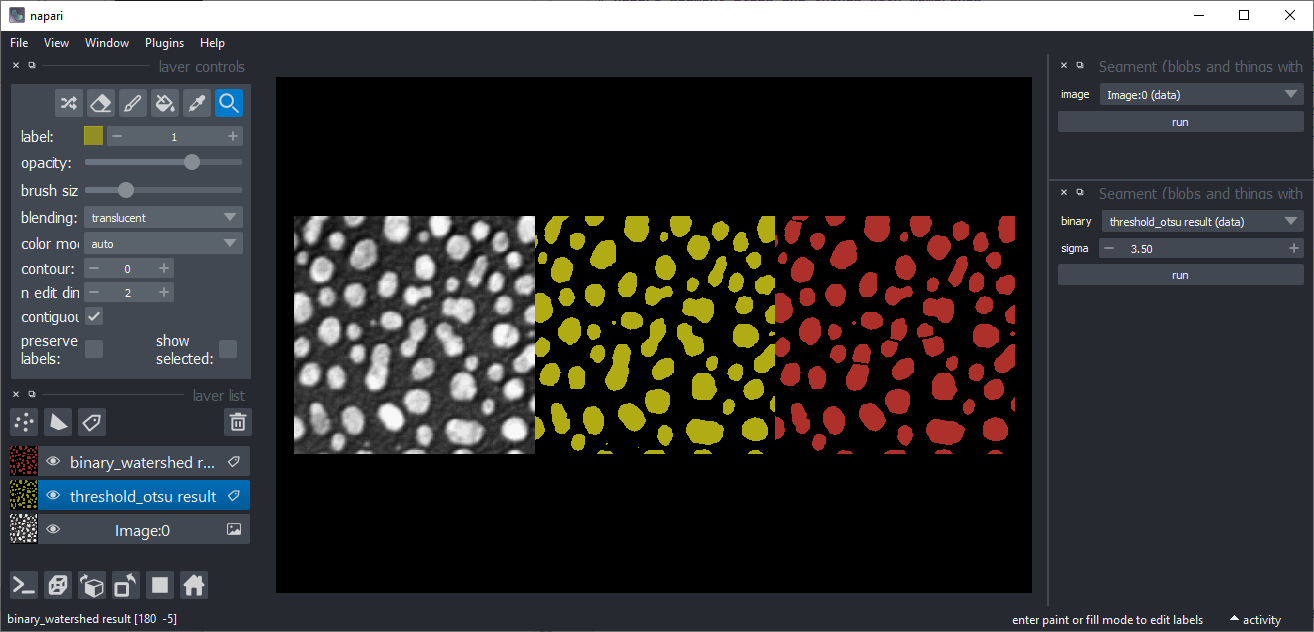 napari
File View Window Plugins Help
layer controls
label: 1
opacity:
brush siz
blending: translucent
color mo auto
contour: 0
n edit din 2
contiguou
preserve labels:
show selected:
layer list
binary_watershed r...
threshold_otsu result
Image:0
binary_watershed result [180 -5]
Segment (blobs and things with
image Image:0 (data)
run
Segment (blobs and things with
binary threshold_otsu result (data)
sigma 3.50
run
enter paint or fill mode to edit labels
activity